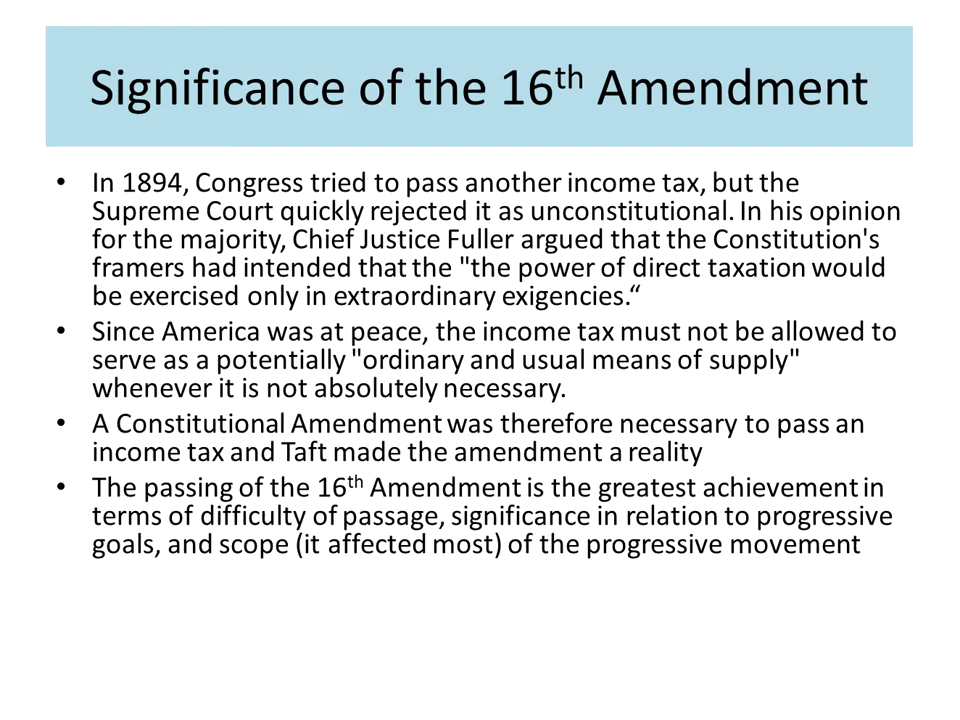 Significance of the 16th Amendment
• In 1894, Congress tried to pass another income tax, but the
Supreme Court quickly rejected it as unconstitutional. In his opinion
for the majority, Chief Justice Fuller argued that the Constitution's
framers had intended that the "the power of direct taxation would
be exercised only in extraordinary exigencies.“
• Since America was at peace, the income tax must not be allowed to
serve as a potentially "ordinary and usual means of supply"
whenever it is not absolutely necessary.
• A Constitutional Amendment was therefore necessary to pass an
income tax and Taft made the amendment a reality
• The passing of the 16th Amendment is the greatest achievement in
terms of difficulty of passage, significance in relation to progressive
goals, and scope (it affected most) of the progressive movement